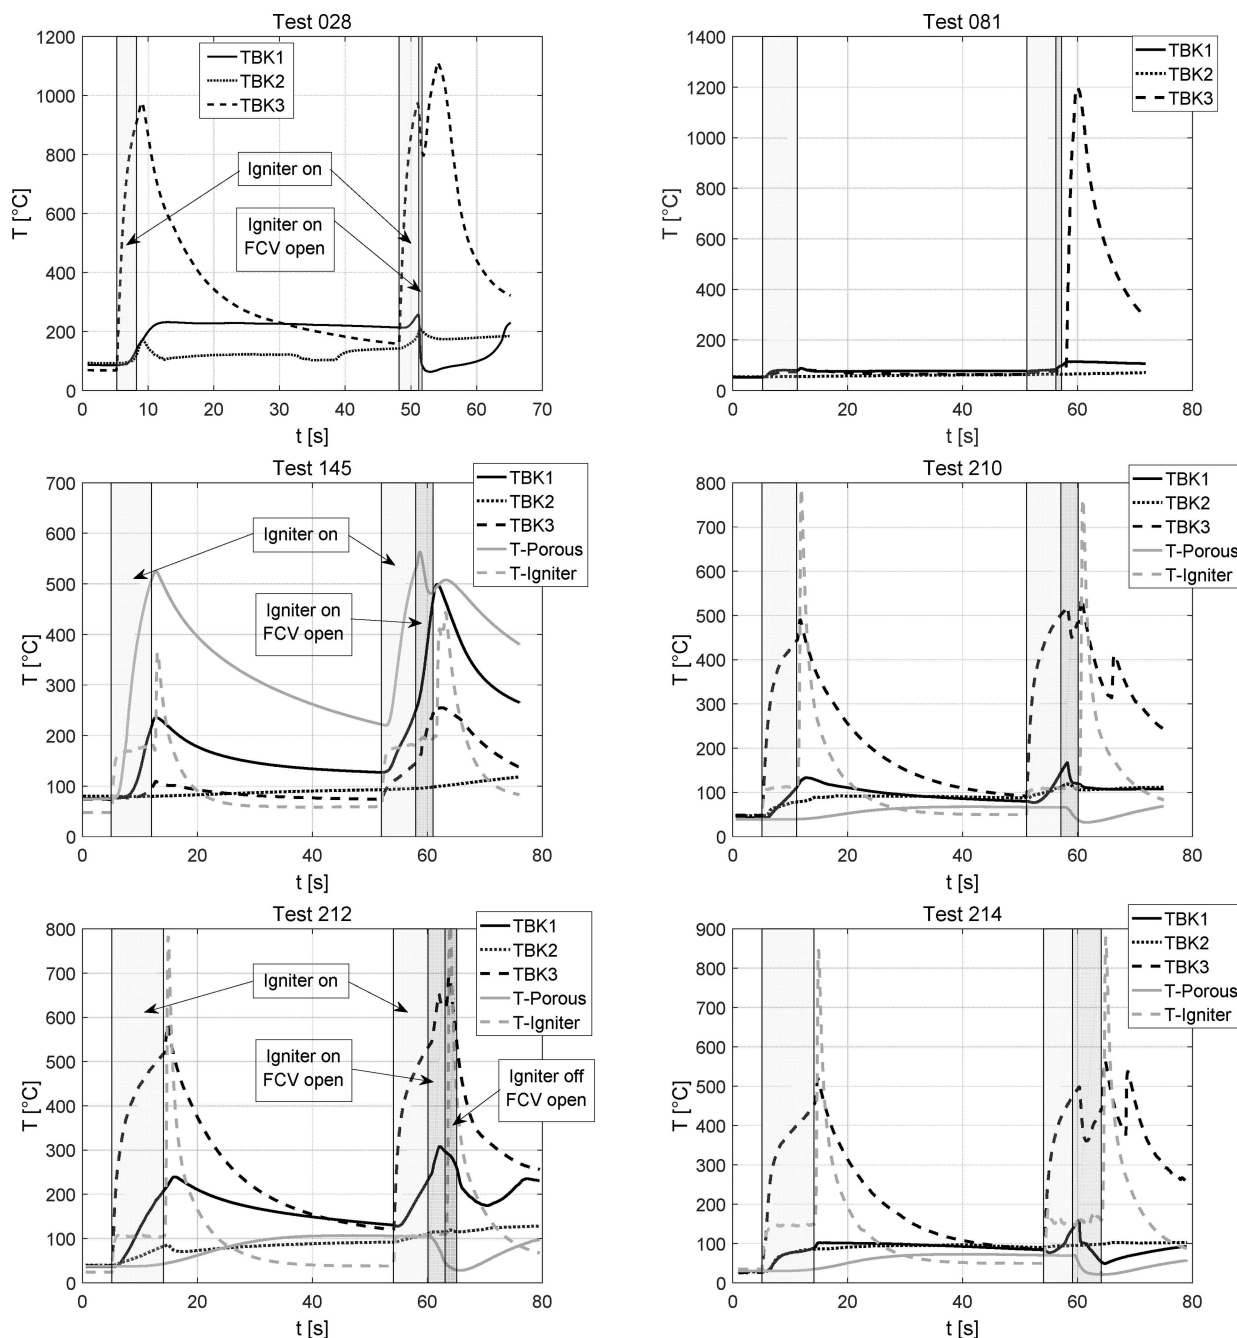 Test 028
1200
1000
800
600
400
200
0
T [°C]
TBK1
TBK2
TBK3
Igniter on
Igniter on
FCV open
0 10 20 30 40 50 60 70
t [s]
Test 081
1400
1200
1000
800
600
400
200
0
T [°C]
TBK1
TBK2
TBK3
0 20 40 60 80
t [s]
Test 145
700
600
500
400
300
200
100
0
T [°C]
TBK1
TBK2
TBK3
T-Porous
T-Igniter
Igniter on
Igniter on
FCV open
0 20 40 60 80
t [s]
Test 210
800
700
600
500
400
300
200
100
0
T [°C]
TBK1
TBK2
TBK3
T-Porous
T-Igniter
0 20 40 60 80
t [s]
Test 212
800
700
600
500
400
300
200
100
0
T [°C]
TBK1
TBK2
TBK3
T-Porous
T-Igniter
Igniter on
Igniter on
FCV open
Igniter off
FCV open
0 20 40 60 80
t [s]
Test 214
900
800
700
600
500
400
300
200
100
0
T [°C]
TBK1
TBK2
TBK3
T-Porous
T-Igniter
0 20 40 60 80
t [s]